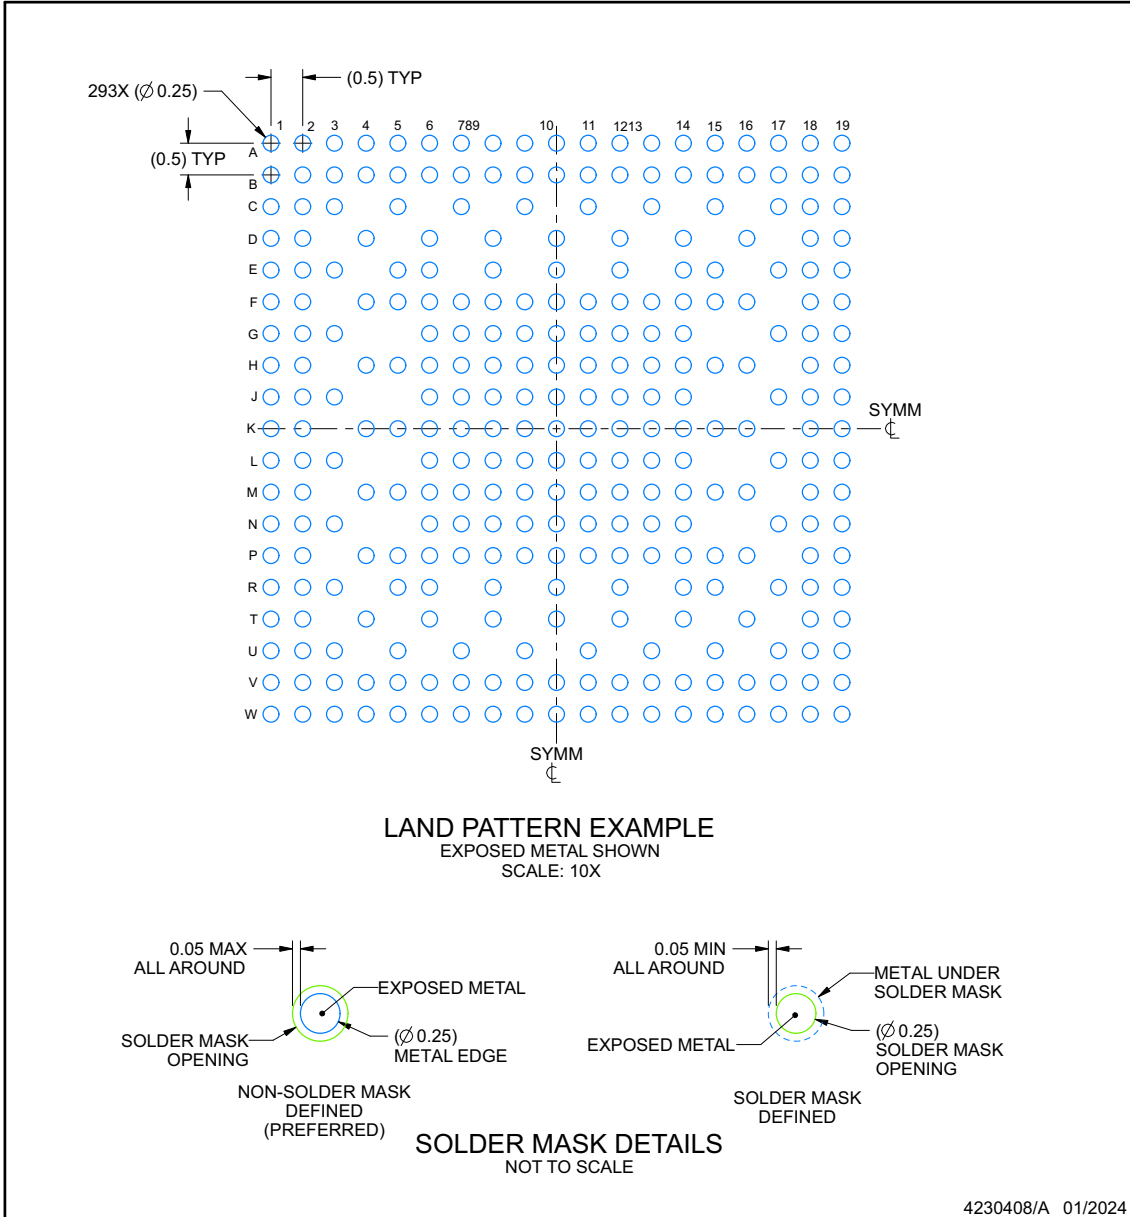 (0.5) TYP
293X (∅ 0.25)
1 2 3 4 5 6 789 10 11 1213 14 15 16 17 18 19
A
(0.5) TYP
B
C
D
E
F
G
H
J
SYMM
K
℄
L
M
N
P
R
T
U
V
W
SYMM
℄
LAND PATTERN EXAMPLE
EXPOSED METAL SHOWN
SCALE: 10X
0.05 MAX
ALL AROUND
EXPOSED METAL
SOLDER MASK
OPENING
(∅ 0.25)
METAL EDGE
NON-SOLDER MASK
DEFINED
(PREFERRED)
0.05 MIN
ALL AROUND
METAL UNDER
SOLDER MASK
EXPOSED METAL
(∅ 0.25)
SOLDER MASK
OPENING
SOLDER MASK
DEFINED
SOLDER MASK DETAILS
NOT TO SCALE
4230408/A 01/2024